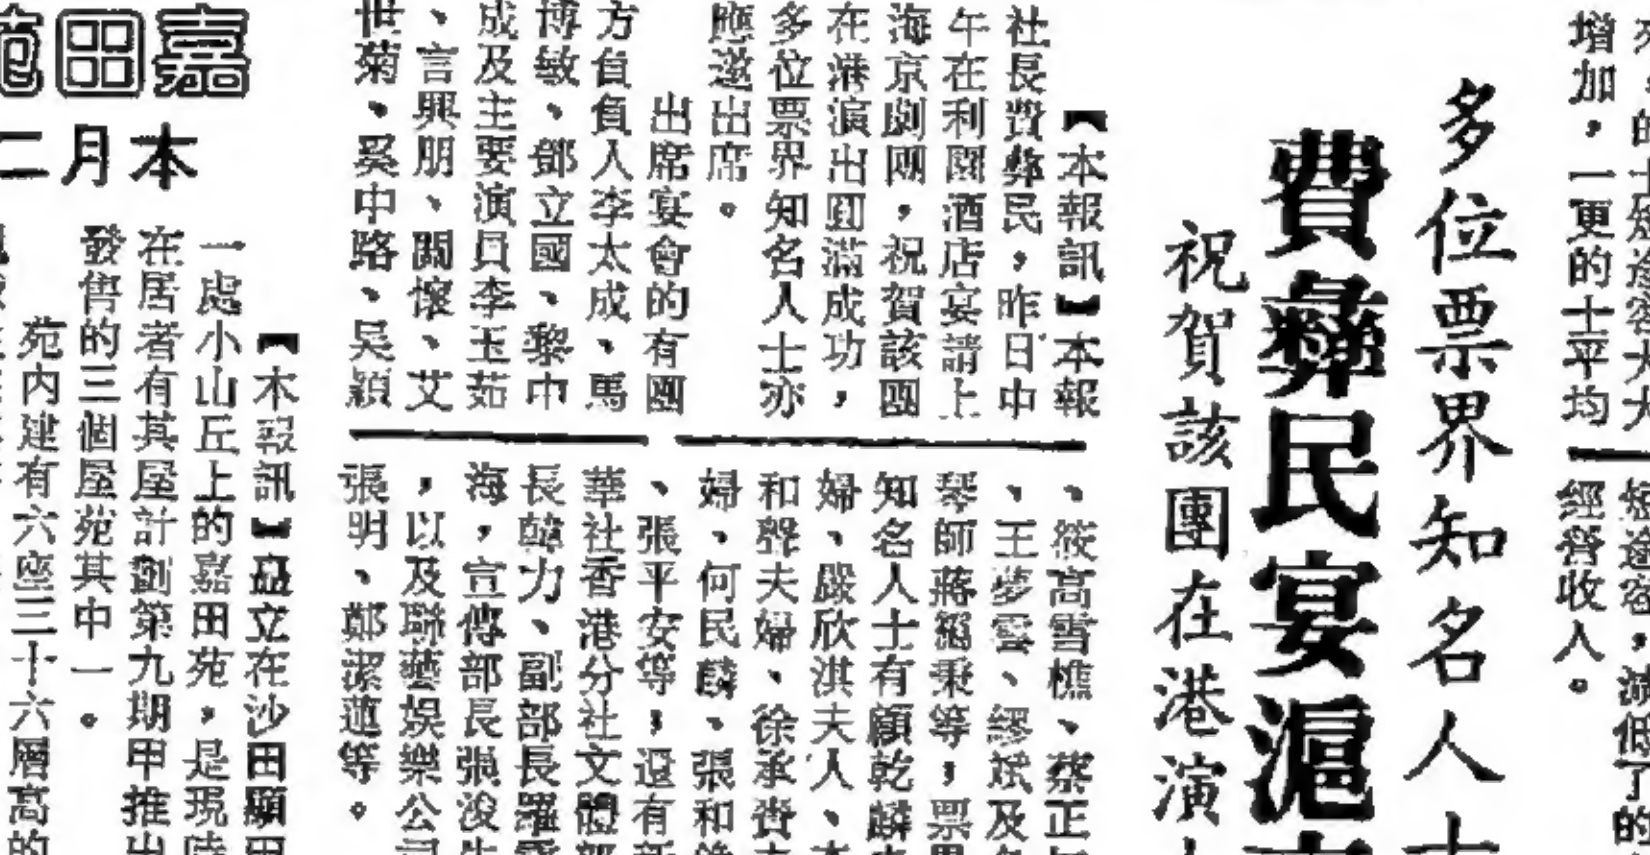 增加，一更的士平均
經營收入。
多位票界知名人士
費彝民宴滬
祝賀該團在港演
【本報訊】本報
社長費彝民，昨日中
午在利園酒店宴請上
海京劇團，祝賀該團
在港演出圓滿成功，
多位票界知名人士亦
應邀出席。
出席宴會的有團
方負責人李太成、馬
博敏、鄧立國、黎中
成及主要演員李玉茹
、言興朋、關懷、艾
世菊、奚中路、吳穎
、筱高雪樵、蔡正
、王夢雲、繆斌及
琴師蔣
秉等，票界
知名人士有顧乾麟
婦、嚴欣淇夫人、
和聲夫婦、徐承
婦、何民麟、張和
、張平安等，還有新
華社香港分社文體部
長韓力、副部長羅
海，宣傳部長張浚生
，以及聯藝娛樂公司
張明、鄭潔蓮等。
嘉田苑
本月二
【本報訊】矗立在沙田顯田
一處小山丘上的嘉田苑，是現
在居者有其屋計劃第九期甲推出
發售的三個屋苑其中一。
苑內建有六座三十六層高的